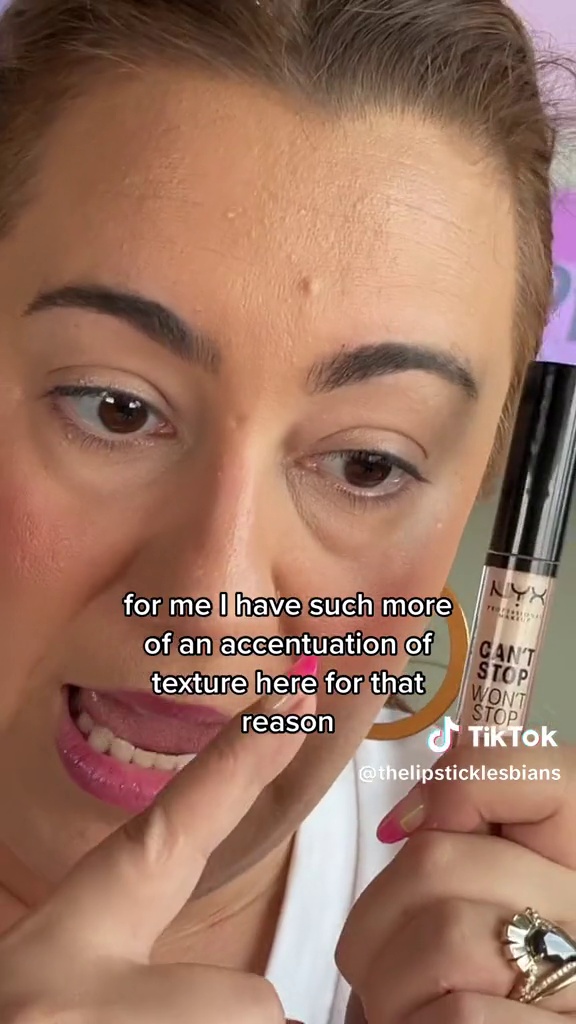 for me I have such more
of an accentuation of
texture here for that
reason
NYX
PROFESSIONAL MAKEUP
CAN'T
STOP
WON'T
STOP
TikTok
@thelipsticklesbians